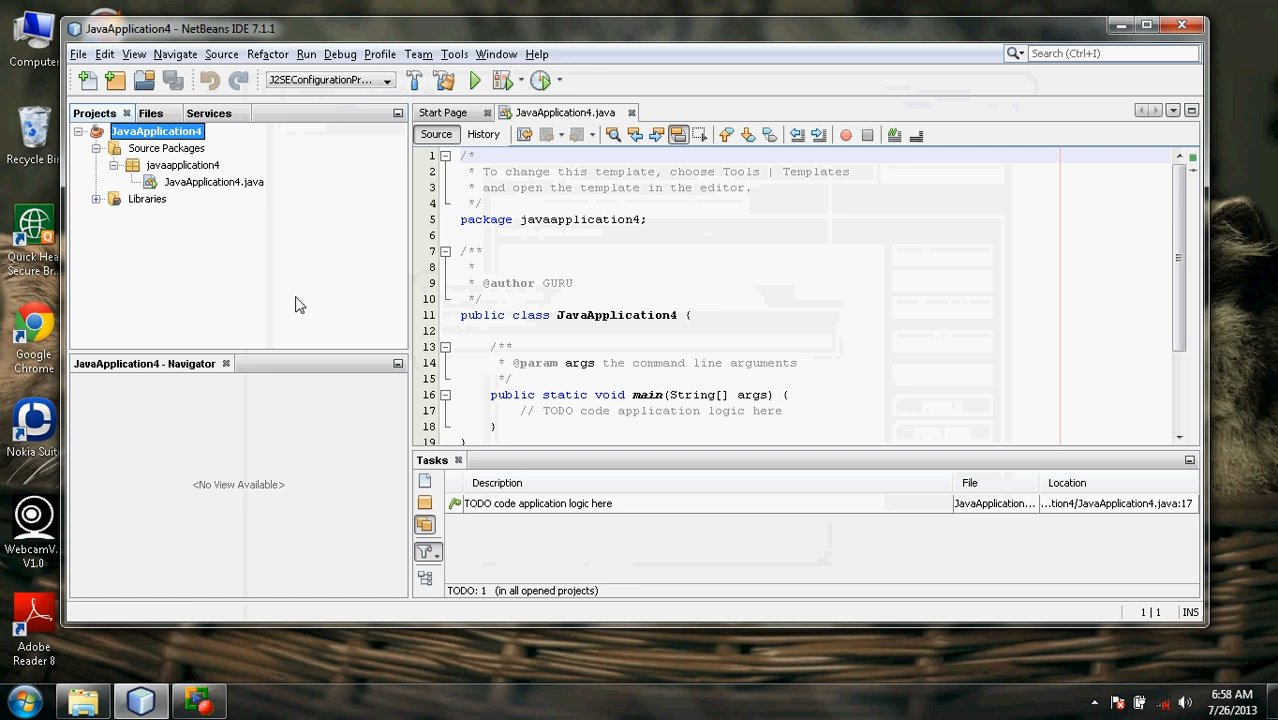 Computer
Recycle Bin
Quick Hea
Secure Br...
Google
Chrome
Nokia Suit
WebcamV.
V1.0
Adobe
Reader 8
JavaApplication4 - NetBeans IDE 7.1.1
File Edit View Navigate Source Refactor Run Debug Profile Team Tools Window Help
Search (Ctrl+I)
J2SEConfigurationPr...
Projects Files Services
JavaApplication4
Source Packages
javaapplication4
JavaApplication4.java
Libraries
JavaApplication4 - Navigator
<No View Available>
Start Page JavaApplication4.java
Source History
1 /*
2 * To change this template, choose Tools | Templates
3 * and open the template in the editor.
4 */
5 package javaapplication4;
6
7 /**
8 *
9 * @author GURU
10 */
11 public class JavaApplication4 {
12
13 /**
14 * @param args the command line arguments
15 */
16 public static void main(String[] args) {
17 // TODO code application logic here
18 }
19 }
Tasks
Description File Location
TODO code application logic here JavaApplication... ...tion4/JavaApplication4.java:17
TODO: 1 (in all opened projects)
1 | 1 INS
6:58 AM
7/26/2013